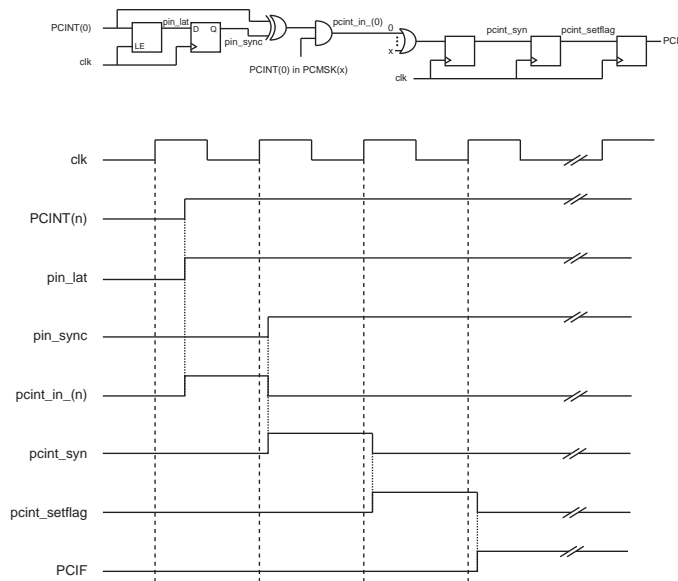 PCINT(0)
pin_lat
D Q
LE
pin_sync
clk
pcint_in_(0)
0
x
PCINT(0) in PCMSK(x)
pcint_syn
pcint_setflag
PCI
clk
clk
PCINT(n)
pin_lat
pin_sync
pcint_in_(n)
pcint_syn
pcint_setflag
PCIF